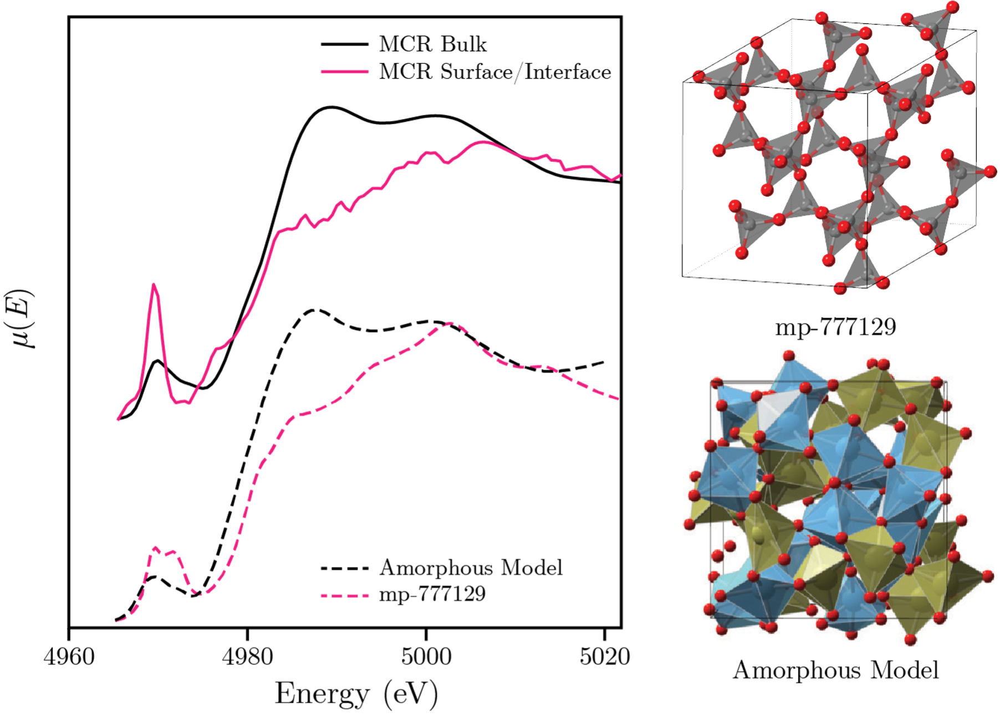 MCR Bulk
MCR Surface/Interface
μ(E)
Amorphous Model
mp-777129
4960 4980 5000 5020
Energy (eV)
mp-777129
Amorphous Model